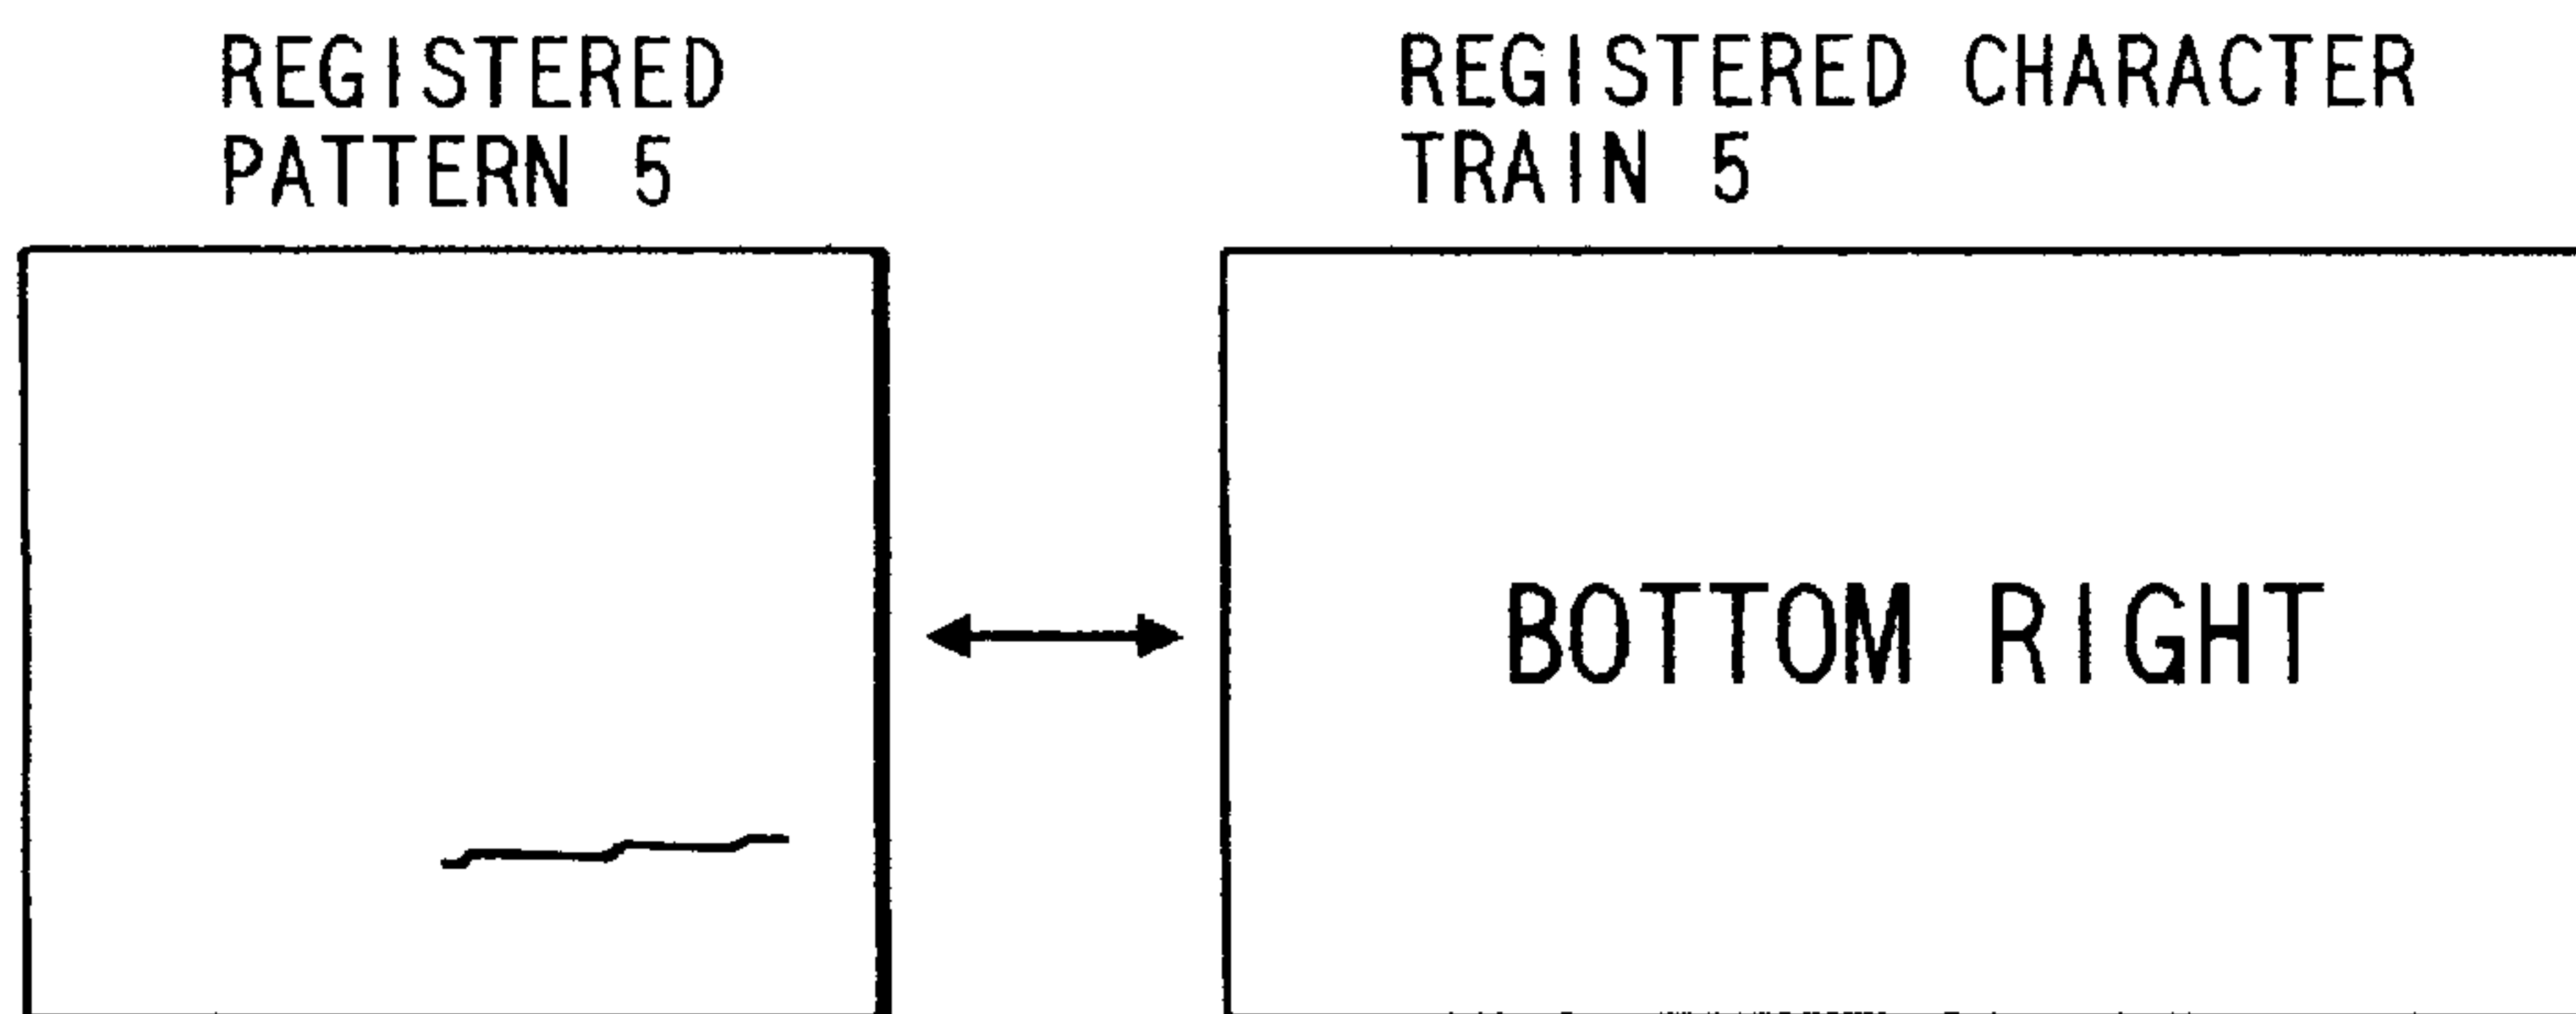 REGISTERED
PATTERN 5
REGISTERED CHARACTER
TRAIN 5
BOTTOM RIGHT